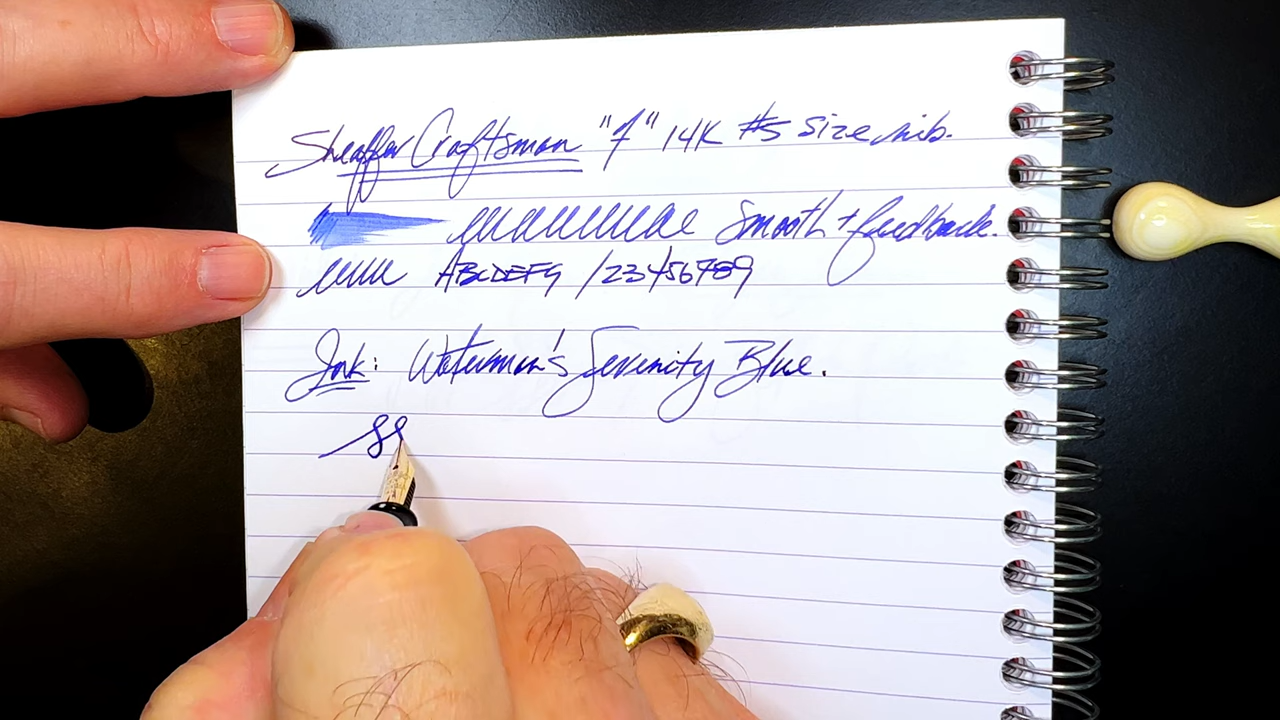 Sheaffer Craftsman "f" 14K #5 size nib.
Smooth + feedback.
ABCDEFG 123456789
Ink: Waterman's Serenity Blue.